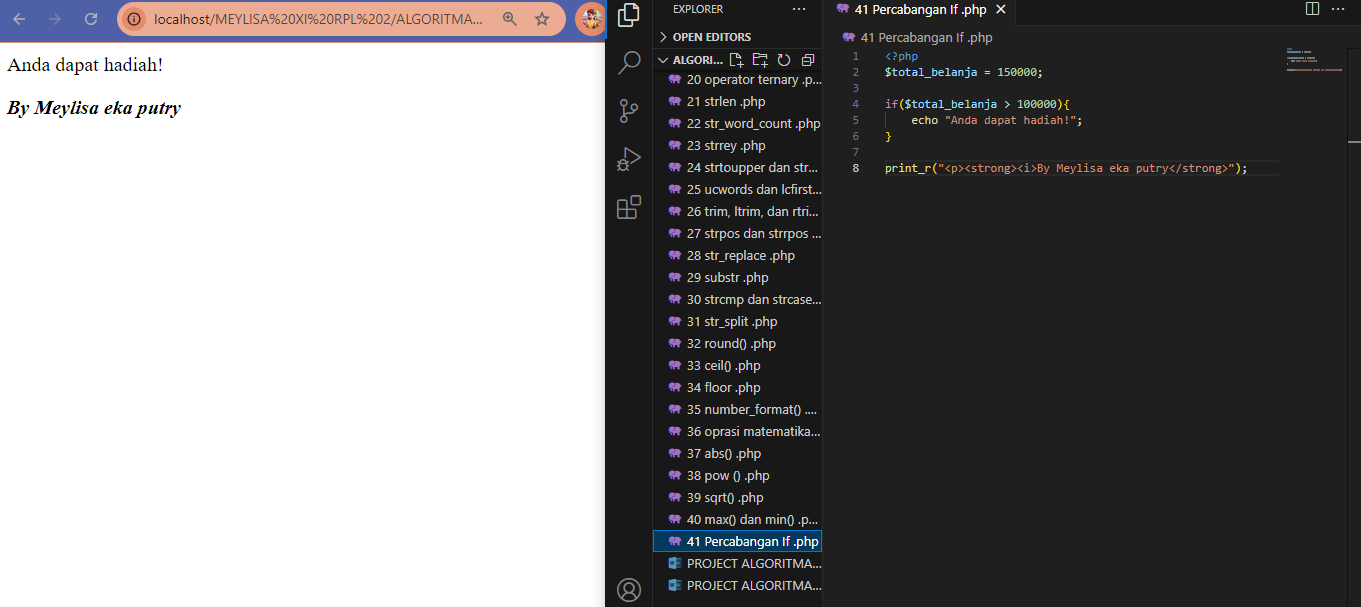 localhost/MEYLISA%20XI%20RPL%202/ALGORITMA...
Anda dapat hadiah!
By Meylisa eka putry
EXPLORER
OPEN EDITORS
ALGORI...
20 operator ternary .p...
21 strlen .php
22 str_word_count .php
23 strrey .php
24 strtoupper dan str...
25 ucwords dan lcfirst...
26 trim, ltrim, dan rtri...
27 strpos dan strrpos ...
28 str_replace .php
29 substr .php
30 strcmp dan strcase...
31 str_split .php
32 round() .php
33 ceil() .php
34 floor .php
35 number_format() ....
36 oprasi matematika...
37 abs() .php
38 pow () .php
39 sqrt() .php
40 max() dan min() .p...
41 Percabangan If .php
PROJECT ALGORITMA...
PROJECT ALGORITMA...
41 Percabangan If .php
41 Percabangan If .php
1 <?php
2 $total_belanja = 150000;
3
4 if($total_belanja > 100000){
5 echo "Anda dapat hadiah!";
6 }
7
8 print_r("<p><strong><i>By Meylisa eka putry</strong>");